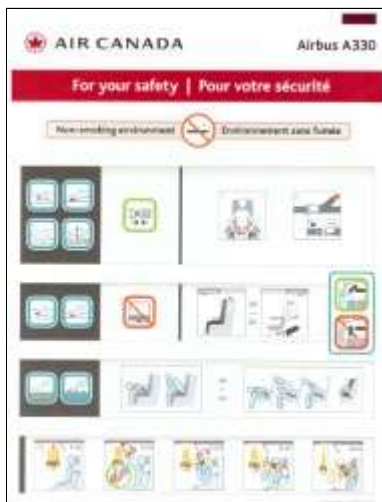 AIR CANADA
Airbus A330
For your safety | Pour votre sécurité
Non-smoking environment
Environnement sans fumée